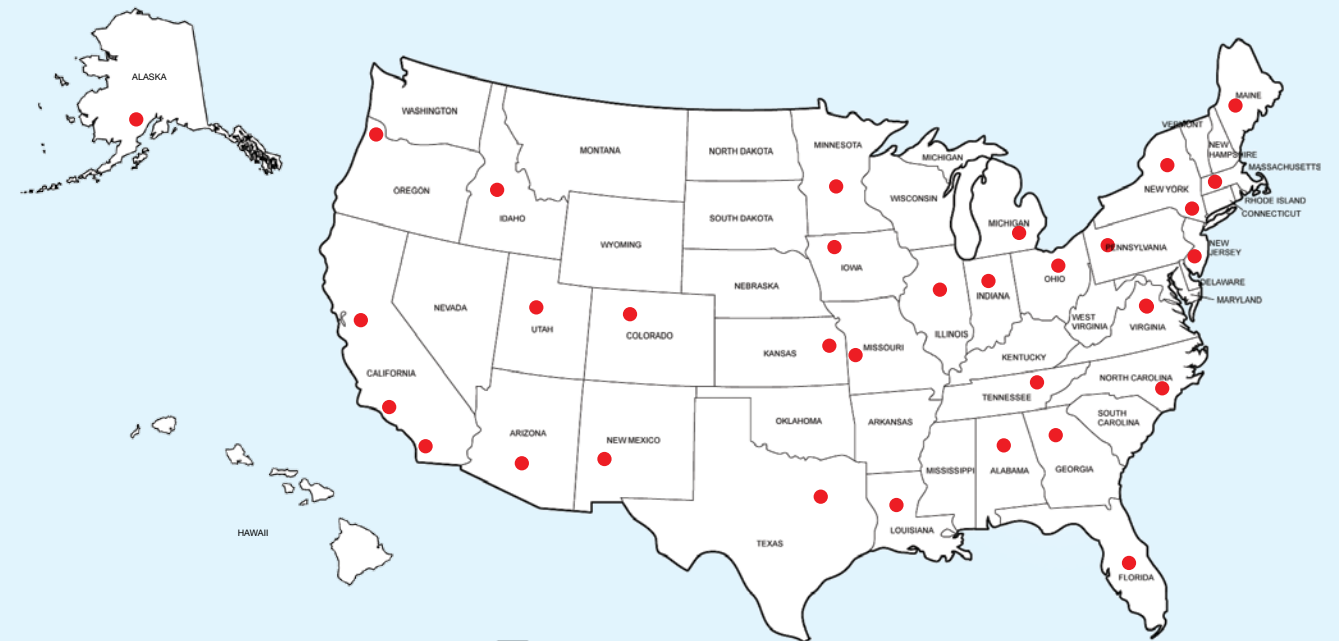 ALASKA
WASHINGTON
MONTANA
NORTH DAKOTA
MINNESOTA
MICHIGAN
MAINE
VERMONT
NEW
HAMPSHIRE
MASSACHUSETTS
OREGON
IDAHO
SOUTH DAKOTA
WISCONSIN
MICHIGAN
NEW YORK
RHODE ISLAND
CONNECTICUT
WYOMING
IOWA
PENNSYLVANIA
NEW
JERSEY
NEBRASKA
OHIO
INDIANA
DELAWARE
MARYLAND
NEVADA
UTAH
COLORADO
KANSAS
MISSOURI
ILLINOIS
WEST
VIRGINIA
VIRGINIA
KENTUCKY
CALIFORNIA
NORTH CAROLINA
TENNESSEE
ARIZONA
NEW MEXICO
OKLAHOMA
ARKANSAS
SOUTH
CAROLINA
MISSISSIPPI
ALABAMA
GEORGIA
HAWAII
TEXAS
LOUISIANA
FLORIDA